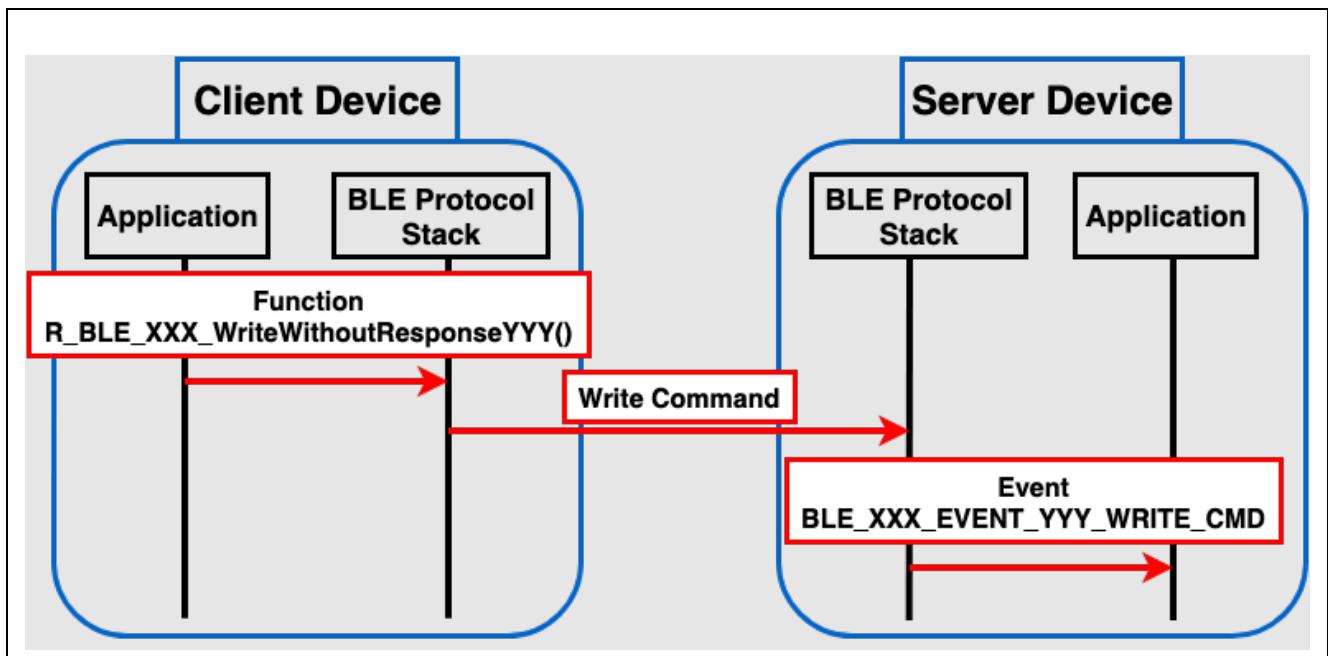 Client Device
Server Device
Application
BLE Protocol
Stack
BLE Protocol
Stack
Application
Function
R_BLE_XXX_WriteWithoutResponseYYY()
Write Command
Event
BLE_XXX_EVENT_YYY_WRITE_CMD